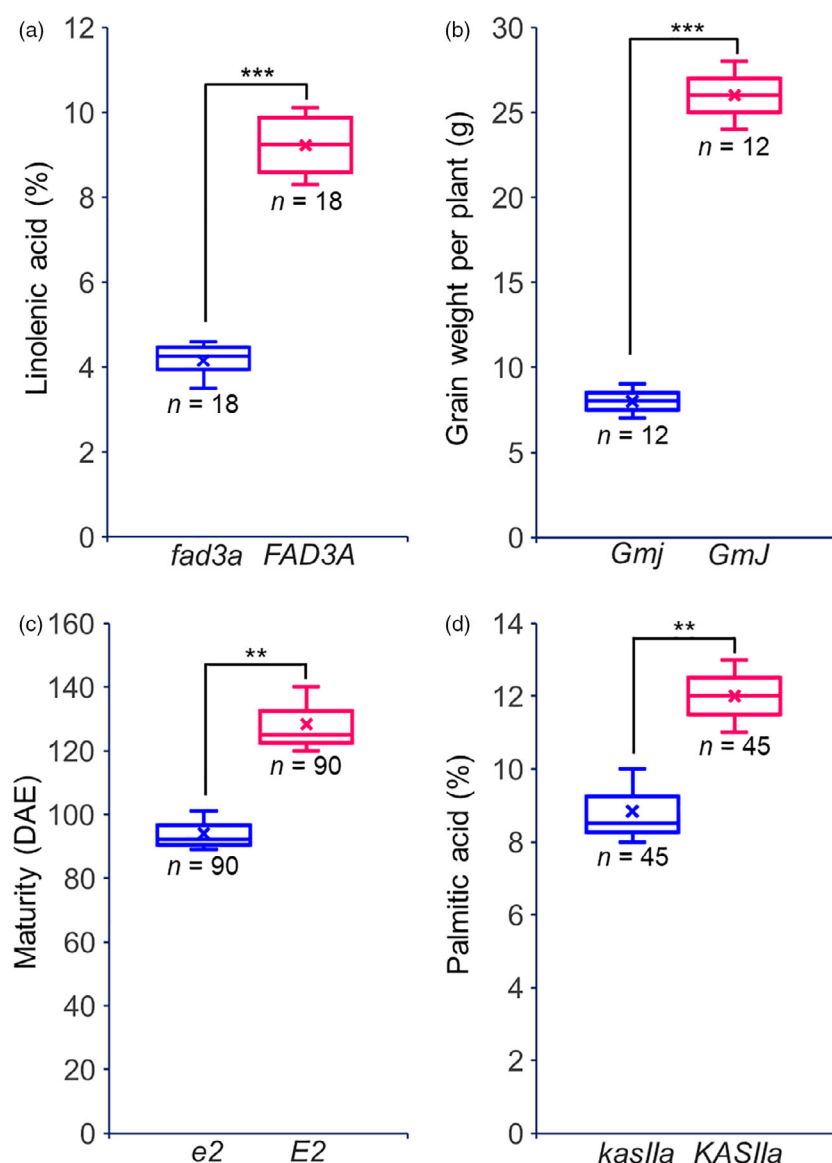 (a)
12
10
8
6
4
2
0
Linolenic acid (%)
***
n = 18
n = 18
fad3a FAD3A
(b)
30
25
20
15
10
5
0
Grain weight per plant (g)
***
n = 12
n = 12
Gmj GmJ
(c)
160
140
120
100
80
60
40
20
0
Maturity (DAE)
**
n = 90
n = 90
e2 E2
(d)
14
12
10
8
6
4
2
0
Palmitic acid (%)
**
n = 45
n = 45
kasIIa KASIIa